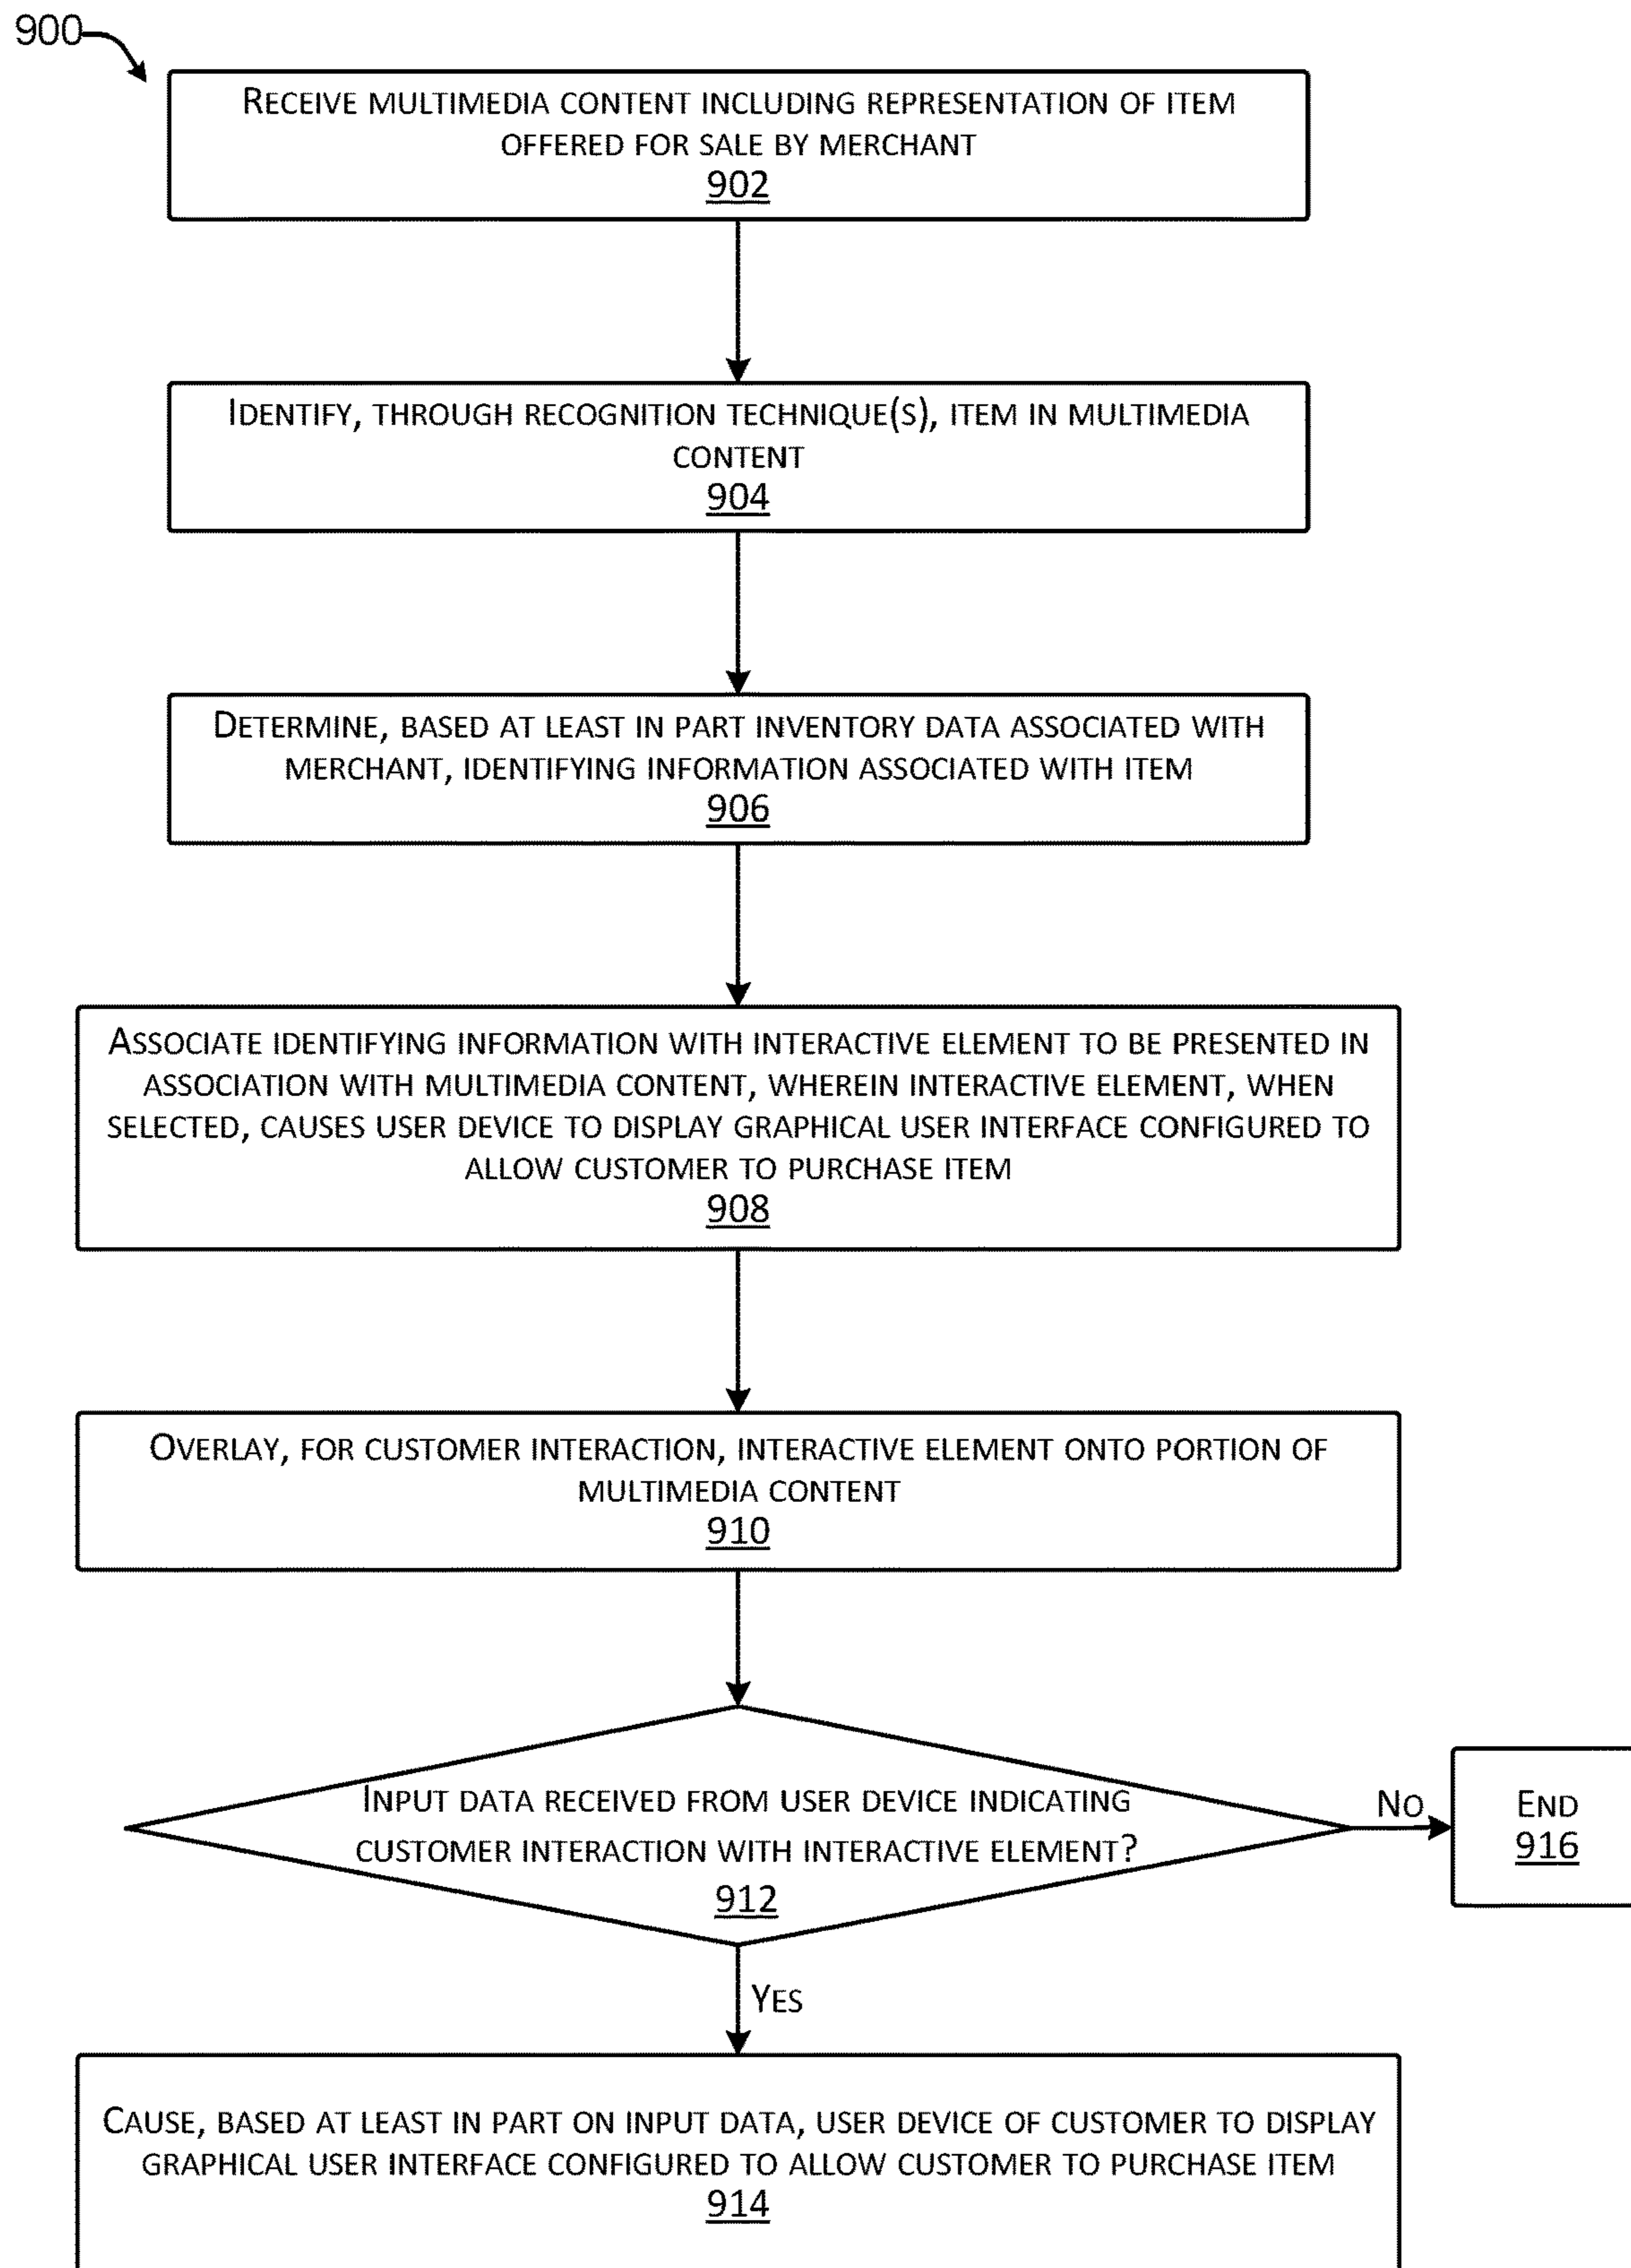 900
RECEIVE MULTIMEDIA CONTENT INCLUDING REPRESENTATION OF ITEM
OFFERED FOR SALE BY MERCHANT
902
IDENTIFY, THROUGH RECOGNITION TECHNIQUE(S), ITEM IN MULTIMEDIA
CONTENT
904
DETERMINE, BASED AT LEAST IN PART INVENTORY DATA ASSOCIATED WITH
MERCHANT, IDENTIFYING INFORMATION ASSOCIATED WITH ITEM
906
ASSOCIATE IDENTIFYING INFORMATION WITH INTERACTIVE ELEMENT TO BE PRESENTED IN
ASSOCIATION WITH MULTIMEDIA CONTENT, WHEREIN INTERACTIVE ELEMENT, WHEN
SELECTED, CAUSES USER DEVICE TO DISPLAY GRAPHICAL USER INTERFACE CONFIGURED TO
ALLOW CUSTOMER TO PURCHASE ITEM
908
OVERLAY, FOR CUSTOMER INTERACTION, INTERACTIVE ELEMENT ONTO PORTION OF
MULTIMEDIA CONTENT
910
INPUT DATA RECEIVED FROM USER DEVICE INDICATING
CUSTOMER INTERACTION WITH INTERACTIVE ELEMENT?
912
NO
END
916
YES
CAUSE, BASED AT LEAST IN PART ON INPUT DATA, USER DEVICE OF CUSTOMER TO DISPLAY
GRAPHICAL USER INTERFACE CONFIGURED TO ALLOW CUSTOMER TO PURCHASE ITEM
914